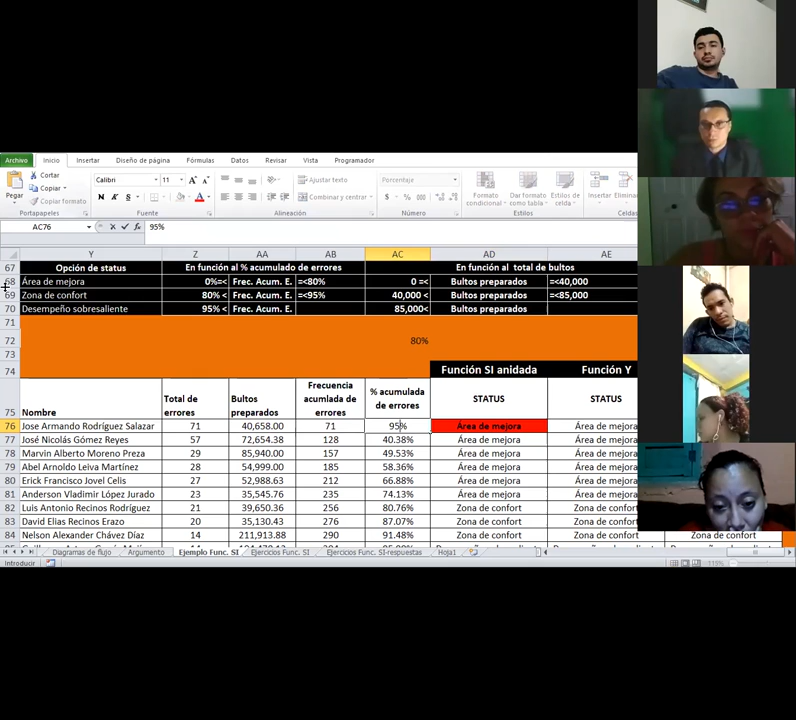 Archivo Inicio Insertar Diseño de página Fórmulas Datos Revisar Vista Programador
Cortar
Copiar
Copiar formato
Pegar
Portapapeles
Calibri 11
N K S
Fuente
Ajustar texto
Combinar y centrar
Alineación
Porcentaje
$ % 000
Número
Formato condicional
Dar formato como tabla
Estilos de celda
Estilos
Insertar Elimina
Celdas
AC76 fx 95%
Y Z AA AB AC AD AE
67 Opción de status En función al % acumulado de errores En función al total de bultos
68 Área de mejora 0%=< Frec. Acum. E. =<80% 0 =< Bultos preparados =<40,000
69 Zona de confort 80% < Frec. Acum. E. =<95% 40,000 < Bultos preparados =<85,000
70 Desempeño sobresaliente 95% < Frec. Acum. E. 85,000< Bultos preparados
71
72 80%
73
74 Función SI anidada Función Y
75 Nombre Total de errores Bultos preparados Frecuencia acumlada de errores % acumulada de errores STATUS STATUS
76 Jose Armando Rodríguez Salazar 71 40,658.00 71 95% Área de mejora Área de mejora
77 José Nicolás Gómez Reyes 57 72,654.38 128 40.38% Área de mejora Área de mejora
78 Marvin Alberto Moreno Preza 29 85,940.00 157 49.53% Área de mejora Área de mejora
79 Abel Arnoldo Leiva Martínez 28 54,999.00 185 58.36% Área de mejora Área de mejora
80 Erick Francisco Jovel Celis 27 52,988.63 212 66.88% Área de mejora Área de mejora
81 Anderson Vladimir López Jurado 23 35,545.76 235 74.13% Área de mejora Área de mejora
82 Luis Antonio Recinos Rodríguez 21 39,650.36 256 80.76% Zona de confort Zona de confort
83 David Elias Recinos Erazo 20 35,130.43 276 87.07% Zona de confort Zona de confort
84 Nelson Alexander Chávez Díaz 14 211,913.88 290 91.48% Zona de confort Zona de confort Zona de confort
85
Diagramas de flujo Argumento Ejemplo Func. SI Ejercicios Func. SI Ejercicios Func. SI-respuestas Hoja1
Introducir 115%